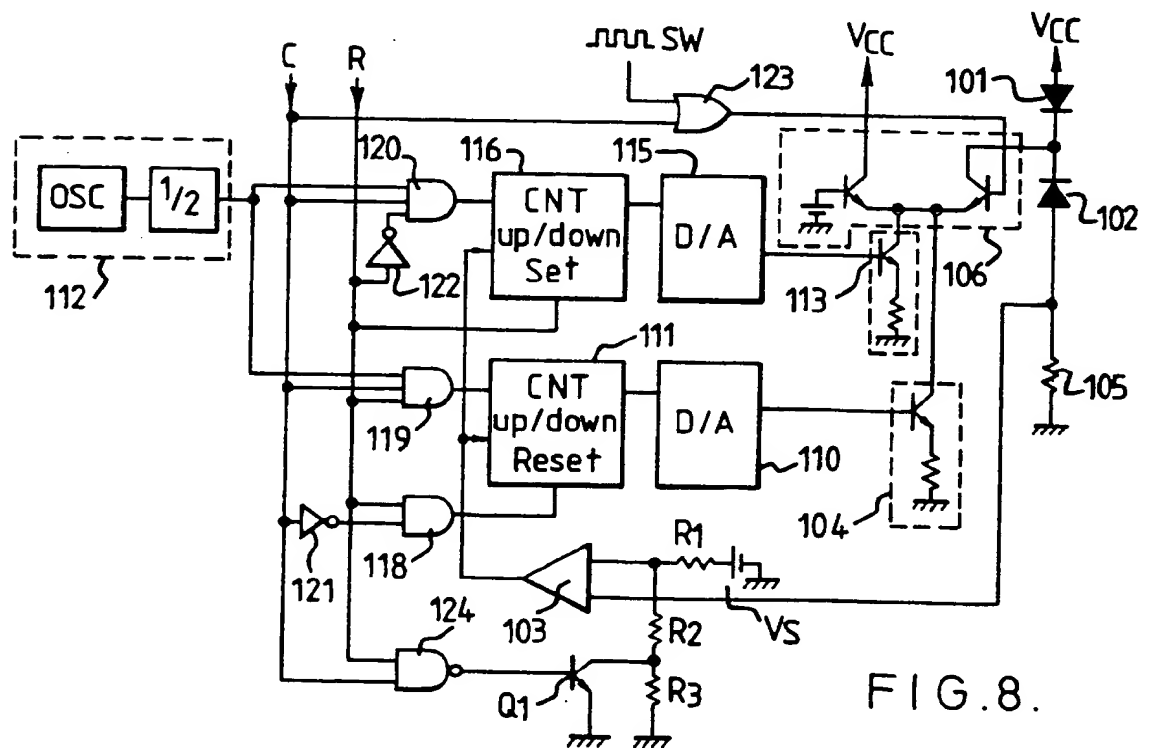 C
R
SW
123
VCC
VCC
101
120
116
115
OSC
1/2
CNT
up/down
Set
D/A
102
112
122
113
106
111
CNT
up/down
Reset
D/A
105
119
110
104
121
118
103
R1
VS
R2
124
Q1
R3
FIG.8.